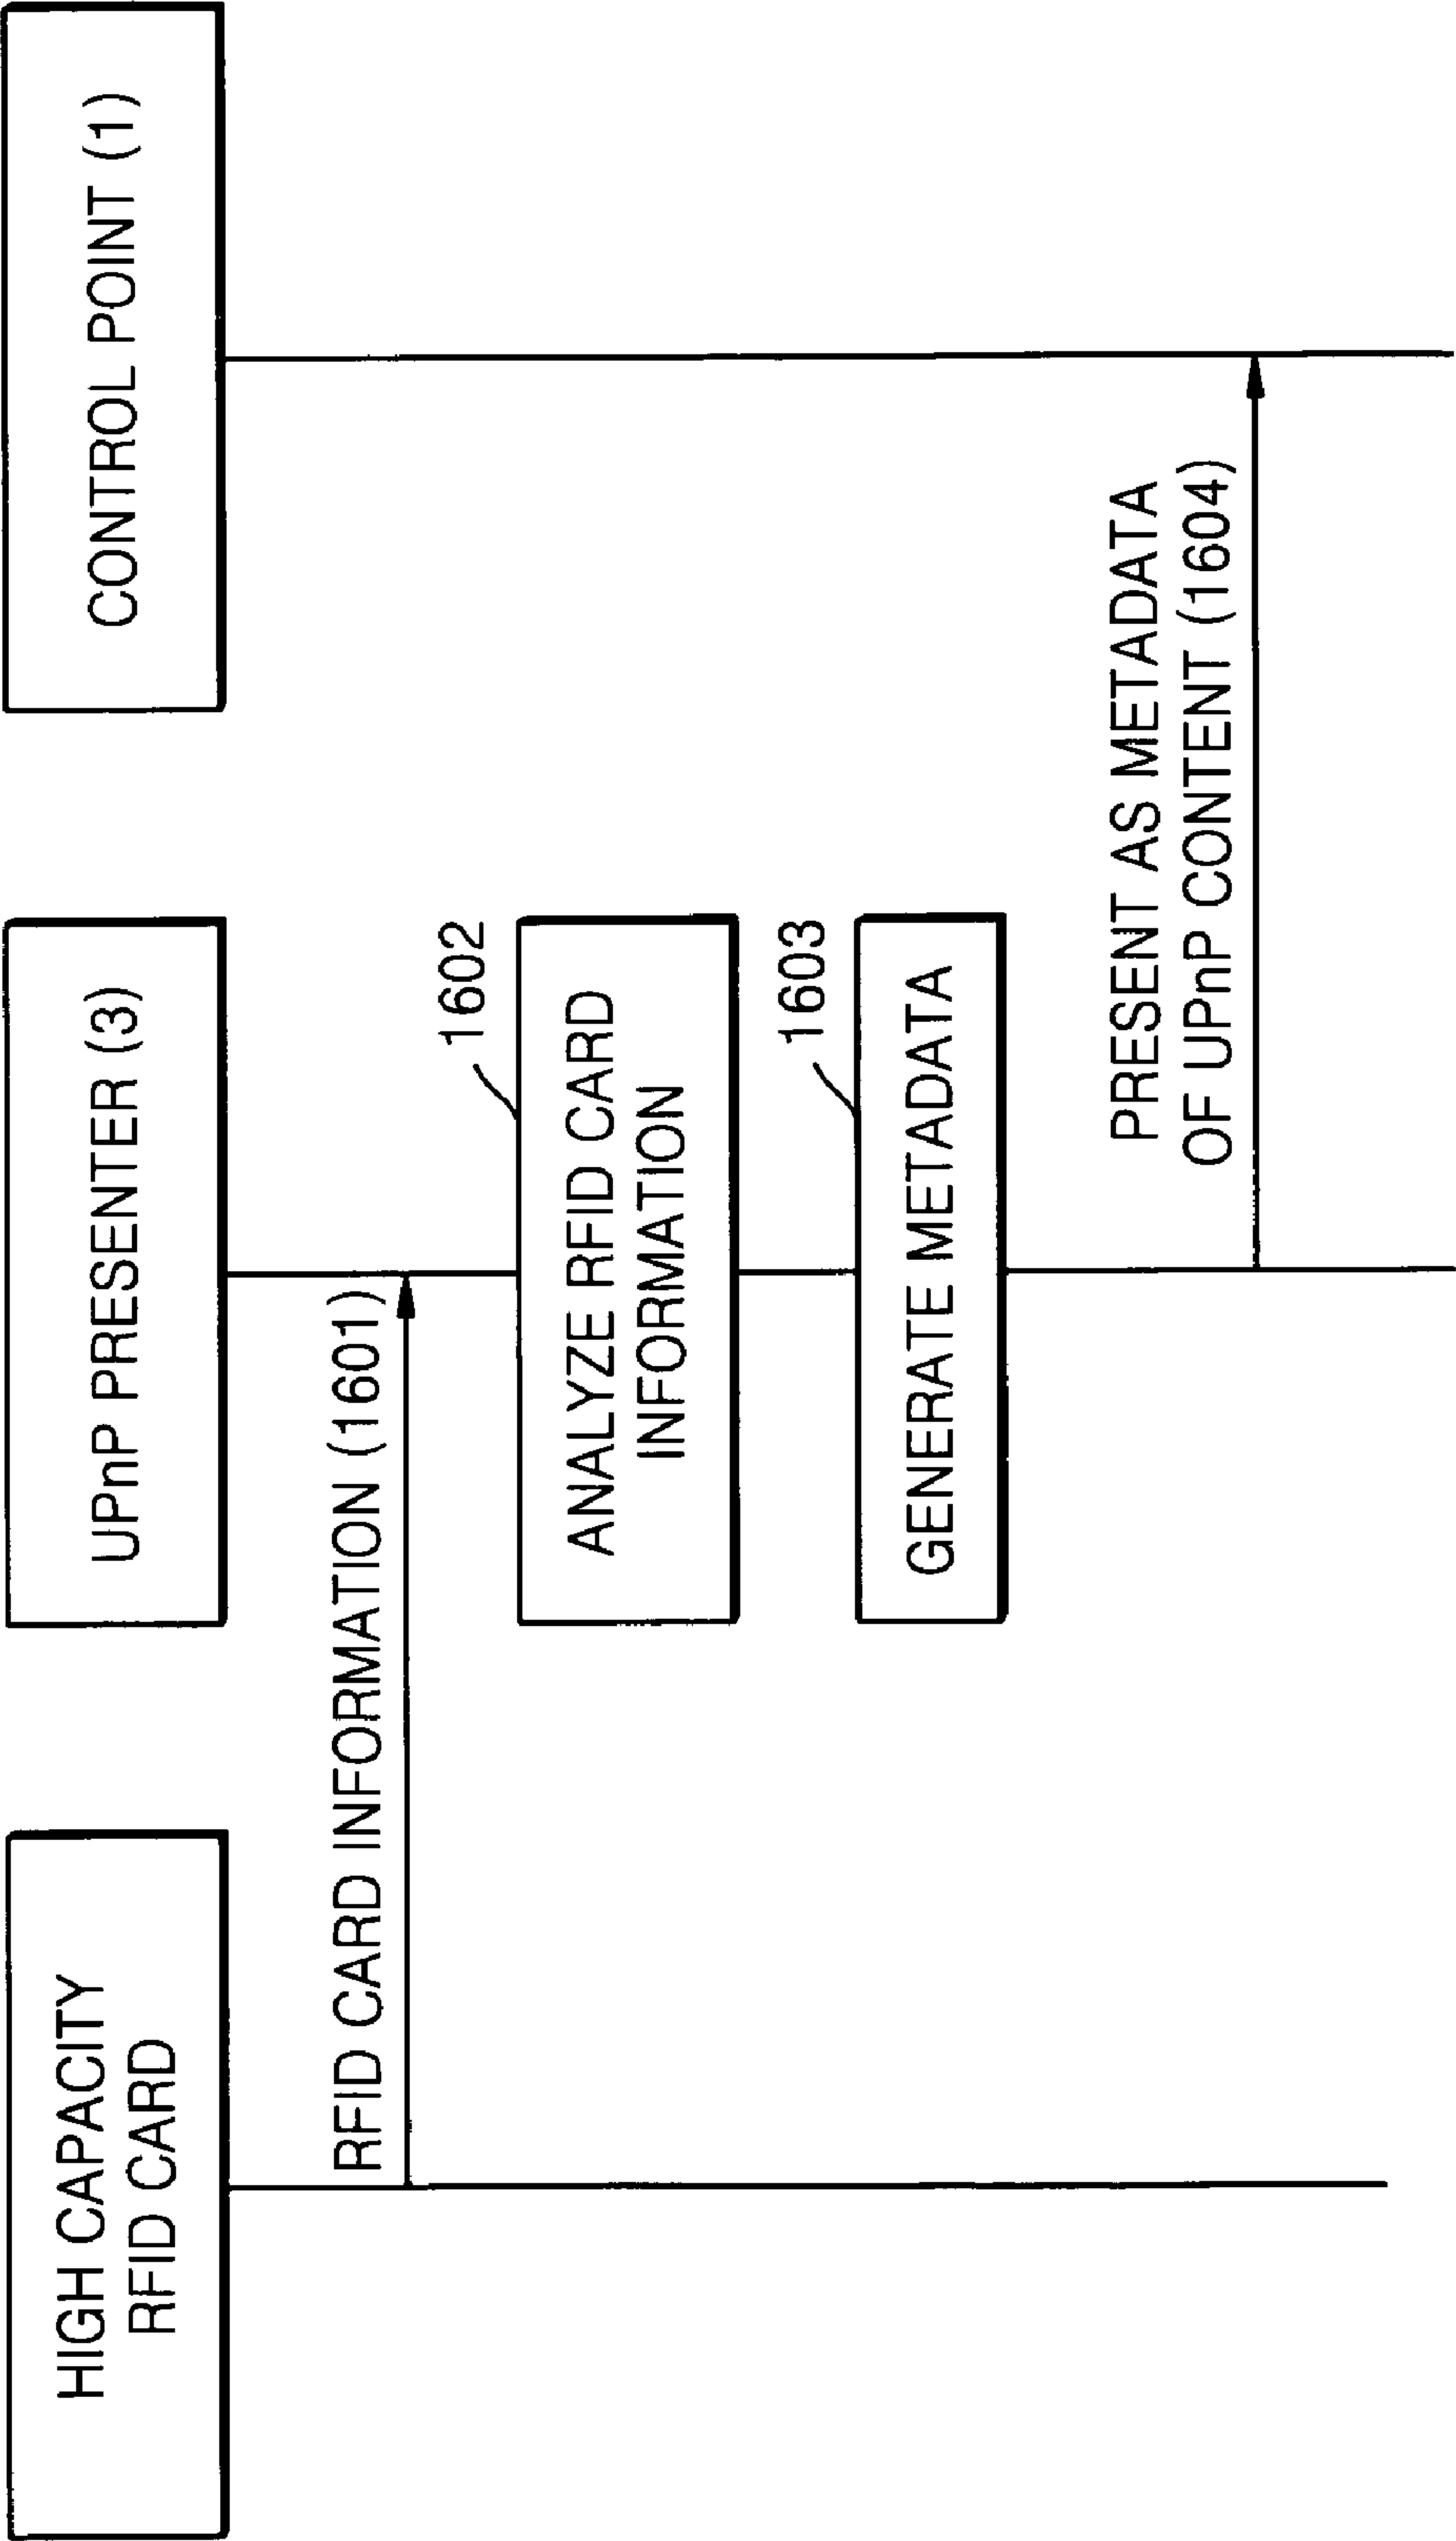 HIGH CAPACITY
RFID CARD
UPnP PRESENTER (3)
CONTROL POINT (1)
RFID CARD INFORMATION (1601)
1602
ANALYZE RFID CARD
INFORMATION
1603
GENERATE METADATA
PRESENT AS METADATA
OF UPnP CONTENT (1604)